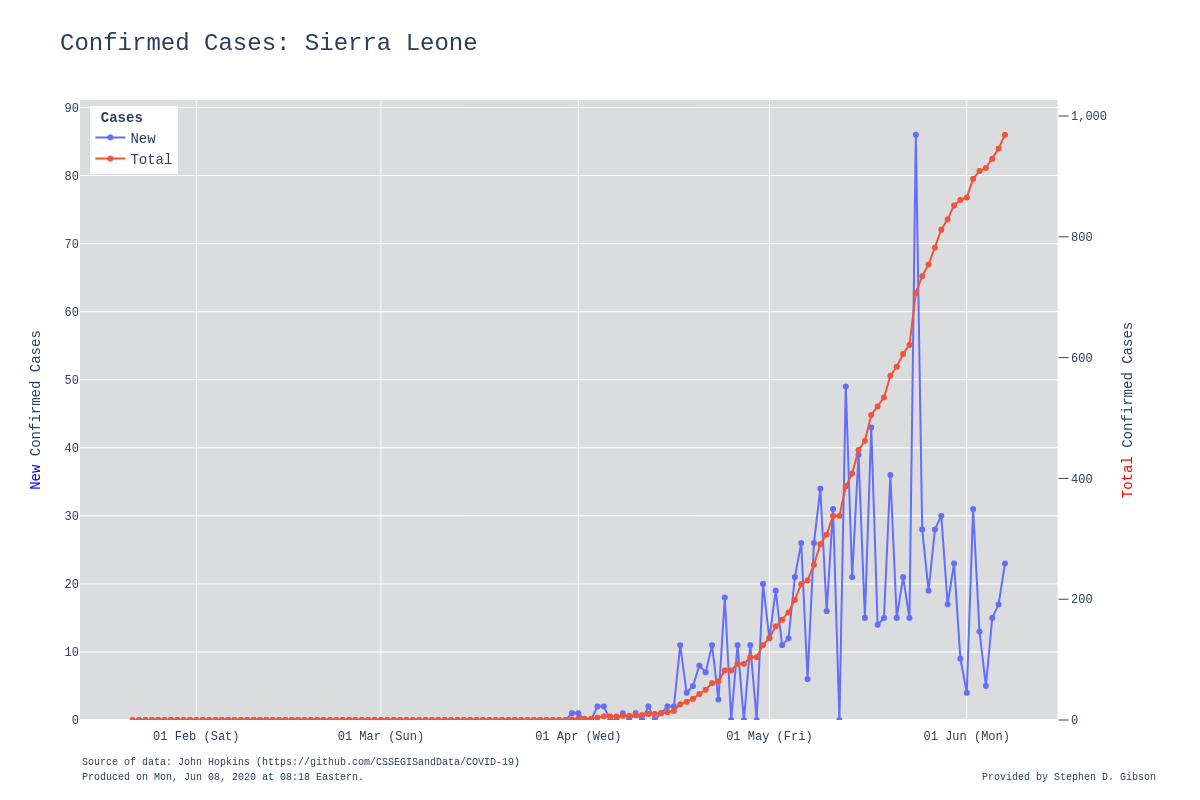 Confirmed Cases: Sierra Leone
Cases
New
Total
90
80
70
60
50
40
30
20
10
0
New Confirmed Cases
1,000
800
600
400
200
0
Total Confirmed Cases
01 Feb (Sat)
01 Mar (Sun)
01 Apr (Wed)
01 May (Fri)
01 Jun (Mon)
Source of data: John Hopkins (https://github.com/CSSEGISandData/COVID-19)
Produced on Mon, Jun 08, 2020 at 08:18 Eastern.
Provided by Stephen D. Gibson